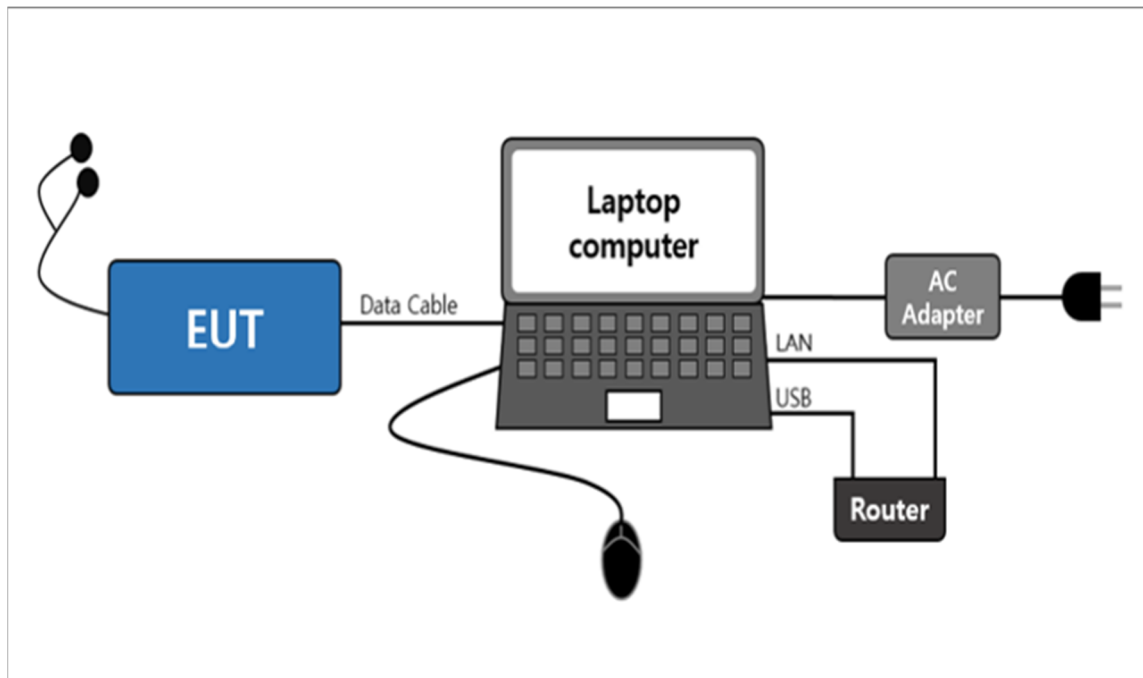 Laptop
computer
EUT
Data Cable
AC
Adapter
LAN
USB
Router